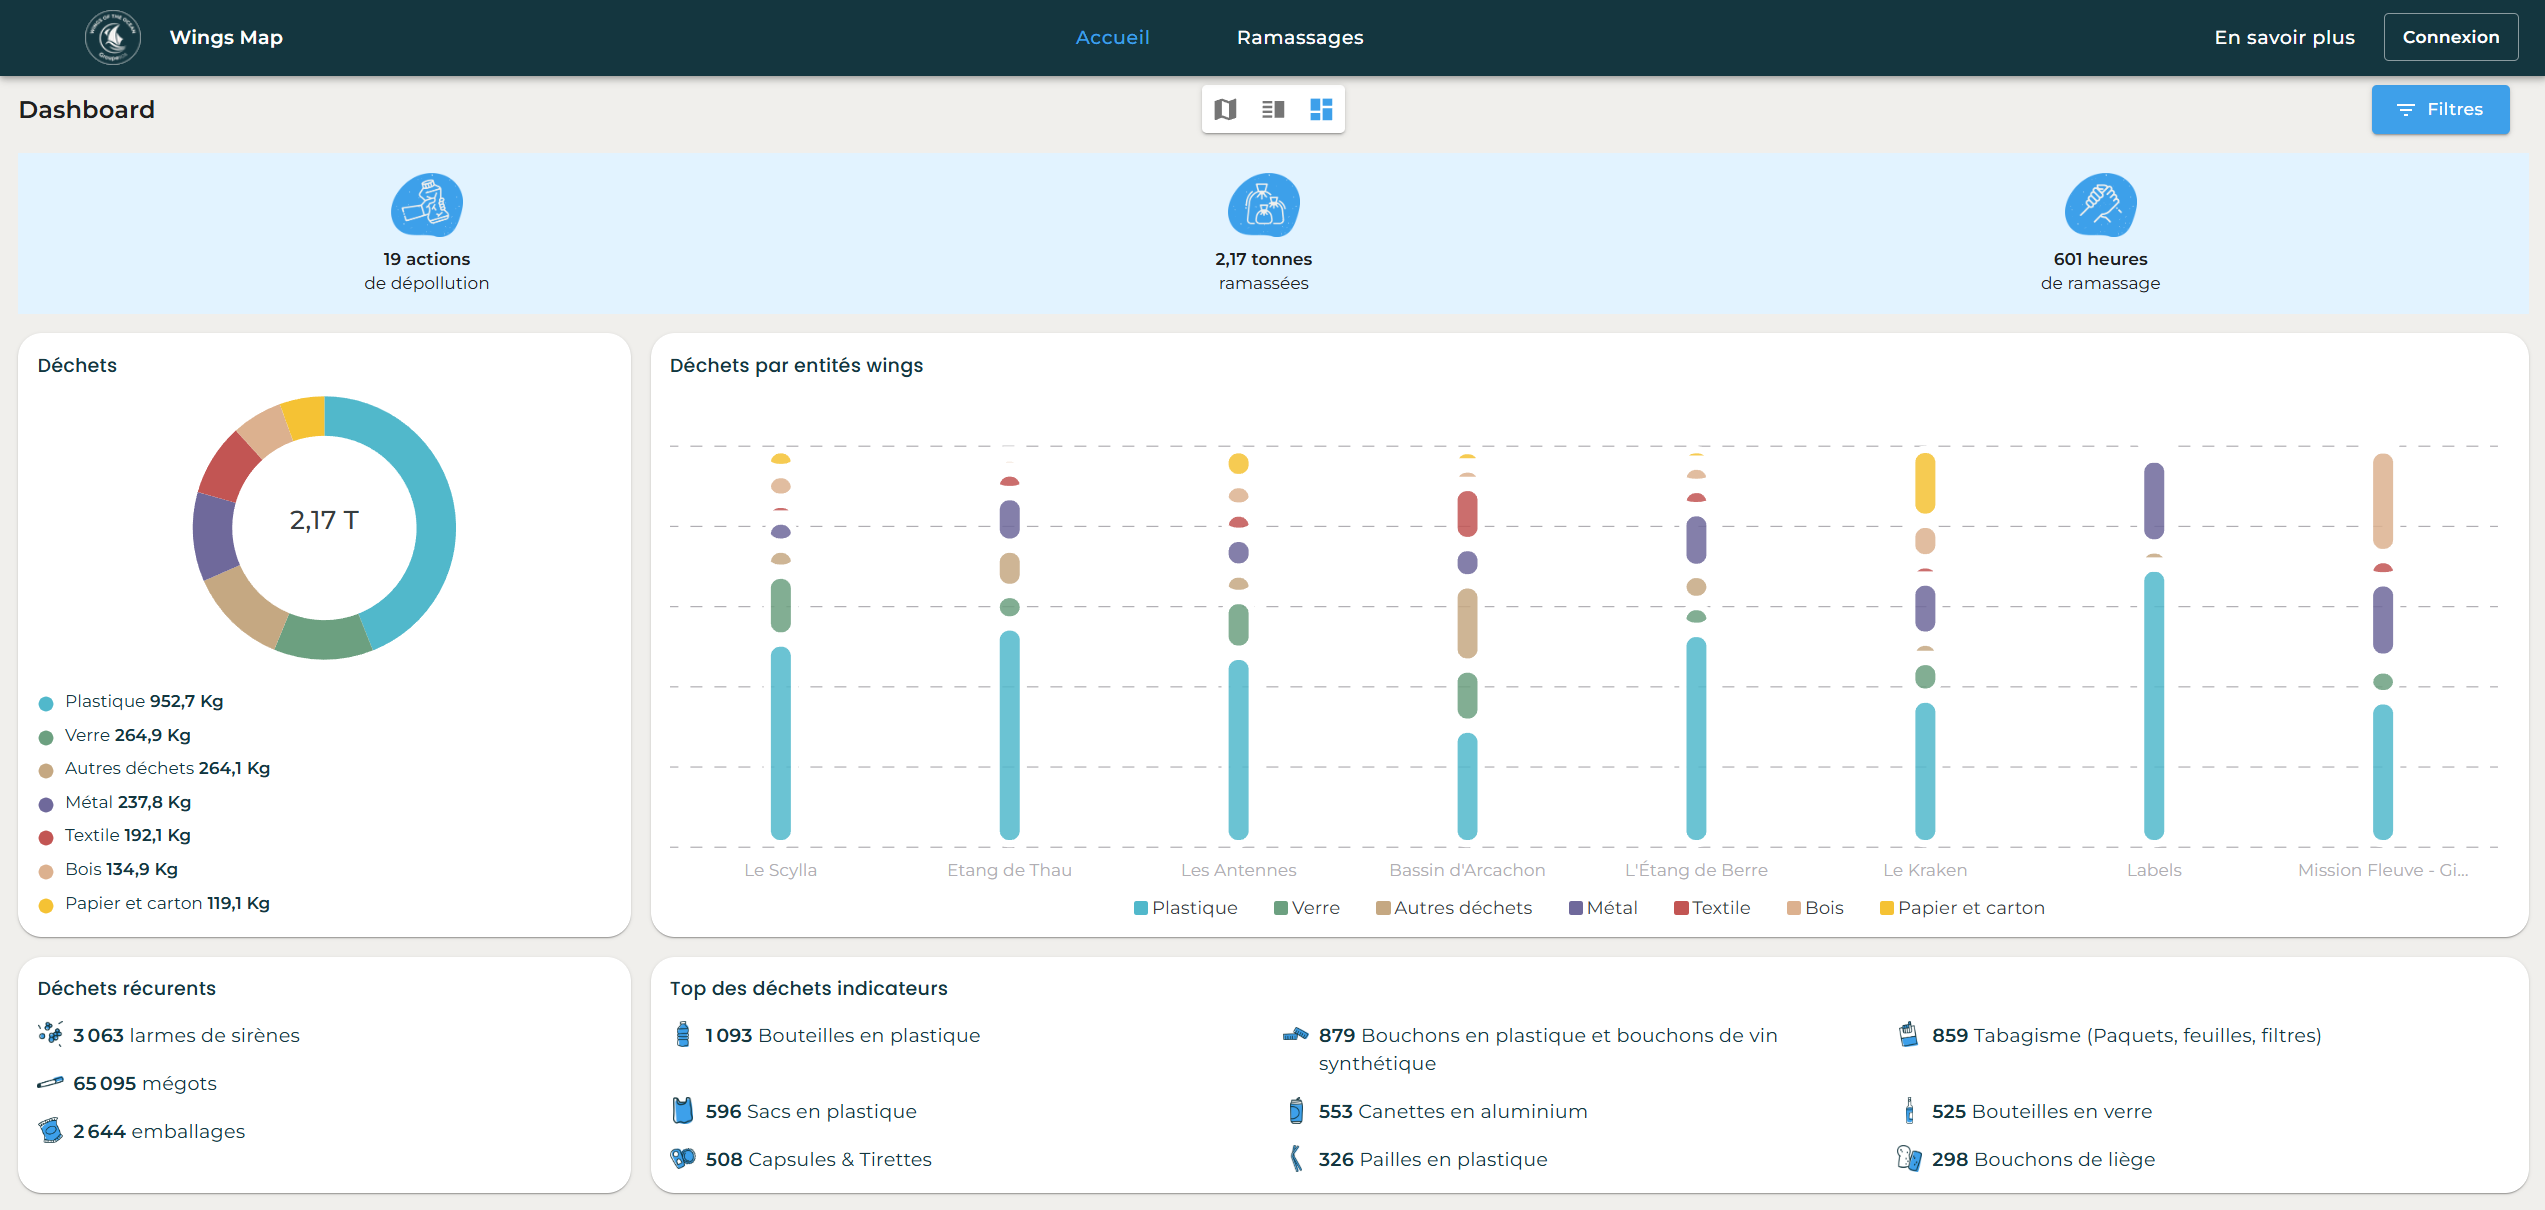 Wings Map
Accueil
Ramassages
En savoir plus
Connexion
Dashboard
Filtres
19 actions
de dépollution
2,17 tonnes
ramassées
601 heures
de ramassage
Déchets
2,17 T
Plastique 952,7 Kg
Verre 264,9 Kg
Autres déchets 264,1 Kg
Métal 237,8 Kg
Textile 192,1 Kg
Bois 134,9 Kg
Papier et carton 119,1 Kg
Déchets par entités wings
Le Scylla
Etang de Thau
Les Antennes
Bassin d'Arcachon
L'Étang de Berre
Le Kraken
Labels
Mission Fleuve - Gi...
Plastique
Verre
Autres déchets
Métal
Textile
Bois
Papier et carton
Déchets récurents
3 063 larmes de sirènes
65 095 mégots
2 644 emballages
Top des déchets indicateurs
1 093 Bouteilles en plastique
879 Bouchons en plastique et bouchons de vin
synthétique
859 Tabagisme (Paquets, feuilles, filtres)
596 Sacs en plastique
553 Canettes en aluminium
525 Bouteilles en verre
508 Capsules & Tirettes
326 Pailles en plastique
298 Bouchons de liège